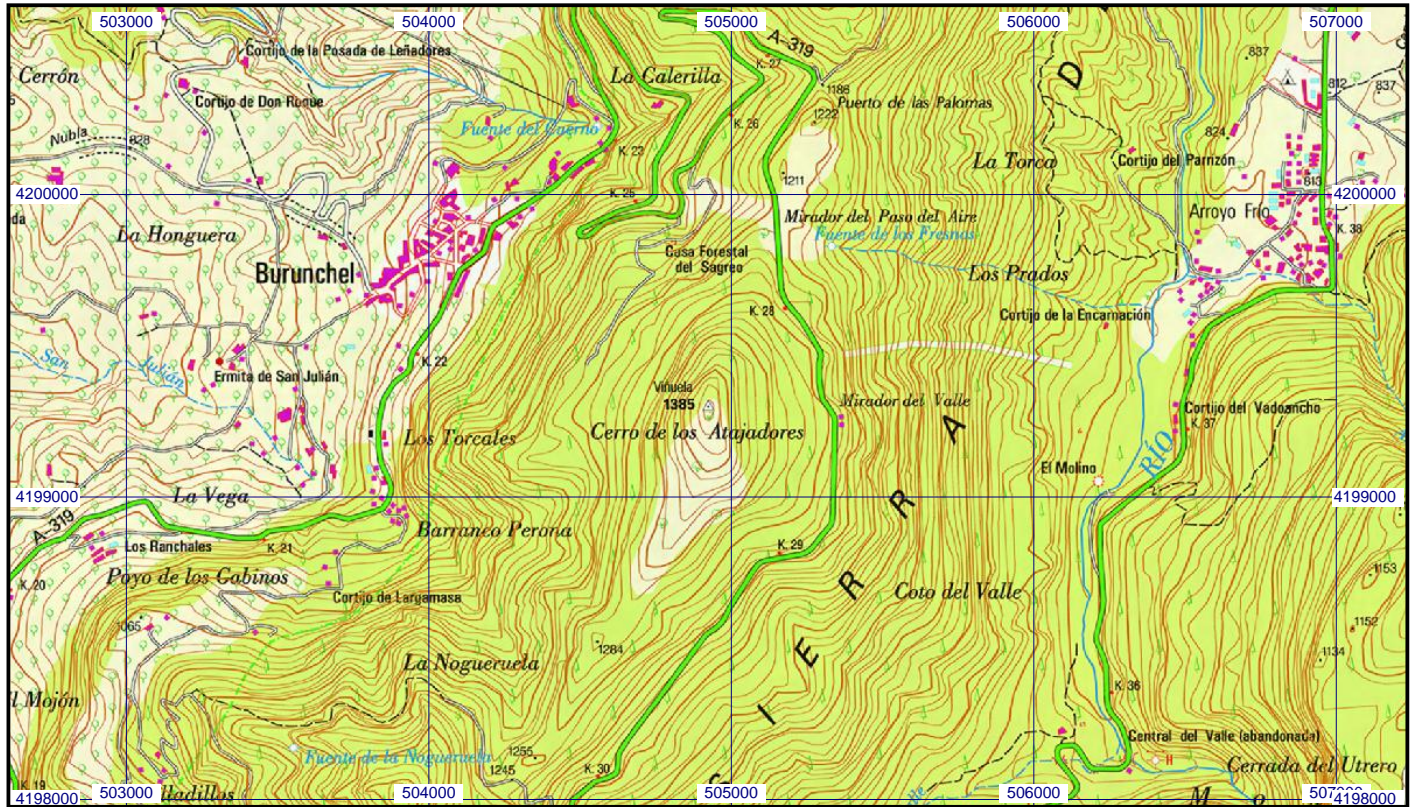 503000
504000
505000
506000
507000
Cortijo de la Posada de Leñadores
A-319
K. 27
837
Cerrón
La Calerilla
D
812
837
1186
Cortijo de Don Roque
Puerto de las Palomas
1222
K. 26
Fuente del Cuerno
Nubla
828
824
K. 23
La Torca
Cortijo del Parrizón
1211
813
4200000
K. 25
4200000
da
Mirador del Paso del Aire
Arroyo Frío
La Honguera
Fuente de los Fresnos
K. 38
Casa Forestal
del Sagreo
Burunchel
Los Prados
K. 28
Cortijo de la Encarnación
San Julián
K. 22
Ermita de San Julián
Viñuela
1385
Mirador del Valle
Cortijo del Vadoancho
K. 37
Los Torcales
Cerro de los Atajadores
A
RÍO
El Molino
4199000
La Vega
4199000
R
A-319
Barranco Perona
Los Ranchales
K. 21
K. 29
K. 20
Poyo de los Gabinos
R
1153
Cortijo de Largamasa
Coto del Valle
1065
1152
1284
E
1134
La Nogueruela
K. 36
l Mojón
I
Fuente de la Nogueruela
1255
Central del Valle (abandonada)
1245
K. 30
H
Cerrada del Utrero
K. 19
S
lladillos
M
o
4198000
503000
504000
505000
506000
507000
4198000